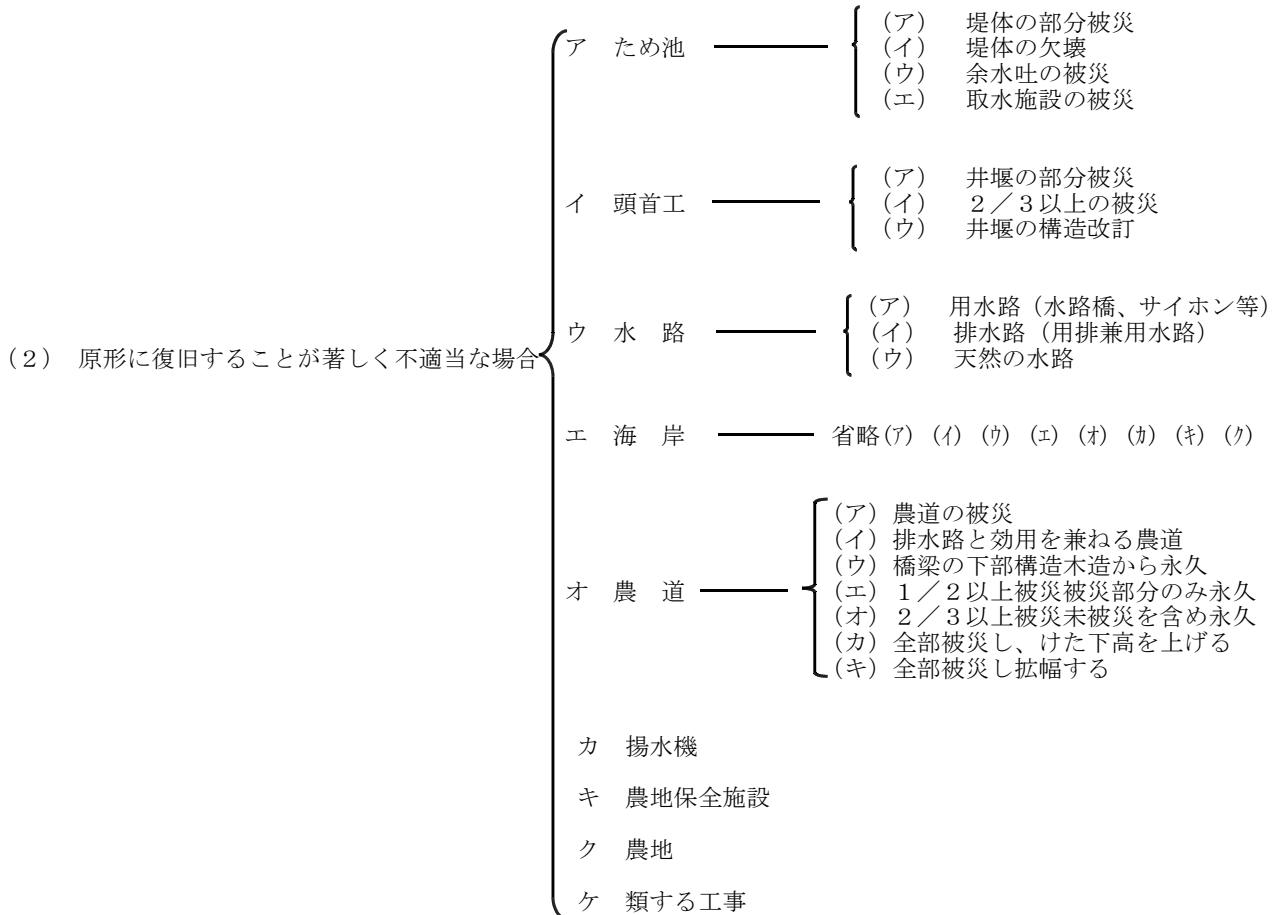 (2) 原形に復旧することが著しく不適当な場合
ア ため池
(ア) 堤体の部分被災
(イ) 堤体の欠壊
(ウ) 余水吐の被災
(エ) 取水施設の被災
イ 頭首工
(ア) 井堰の部分被災
(イ) 2/3以上の被災
(ウ) 井堰の構造改訂
ウ 水 路
(ア) 用水路(水路橋、サイホン等)
(イ) 排水路(用排兼用水路)
(ウ) 天然の水路
エ 海 岸
省略(ア) (イ) (ウ) (エ) (オ) (カ) (キ) (ク)
オ 農 道
(ア)農道の被災
(イ)排水路と効用を兼ねる農道
(ウ)橋梁の下部構造木造から永久
(エ)1/2以上被災被災部分のみ永久
(オ)2/3以上被災未被災を含め永久
(カ)全部被災し、けた下高を上げる
(キ)全部被災し拡幅する
カ 揚水機
キ 農地保全施設
ク 農地
ケ 類する工事